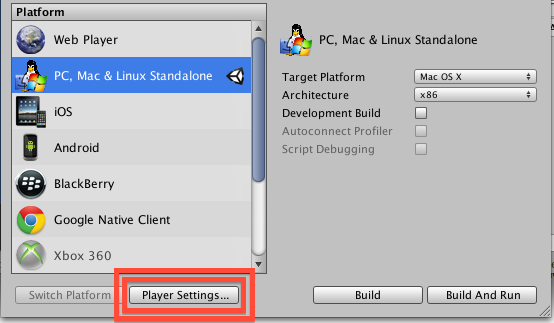 Platform
Web Player
PC, Mac & Linux Standalone
iOS
Android
BlackBerry
Google Native Client
Xbox 360
Switch Platform
Player Settings...
PC, Mac & Linux Standalone
Target Platform Mac OS X
Architecture x86
Development Build
Autoconnect Profiler
Script Debugging
Build
Build And Run